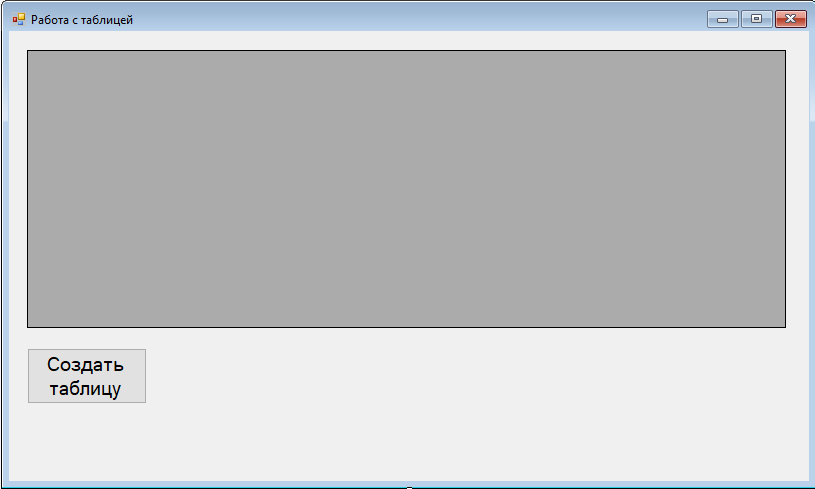 Работа с таблицей
Создать
таблицу